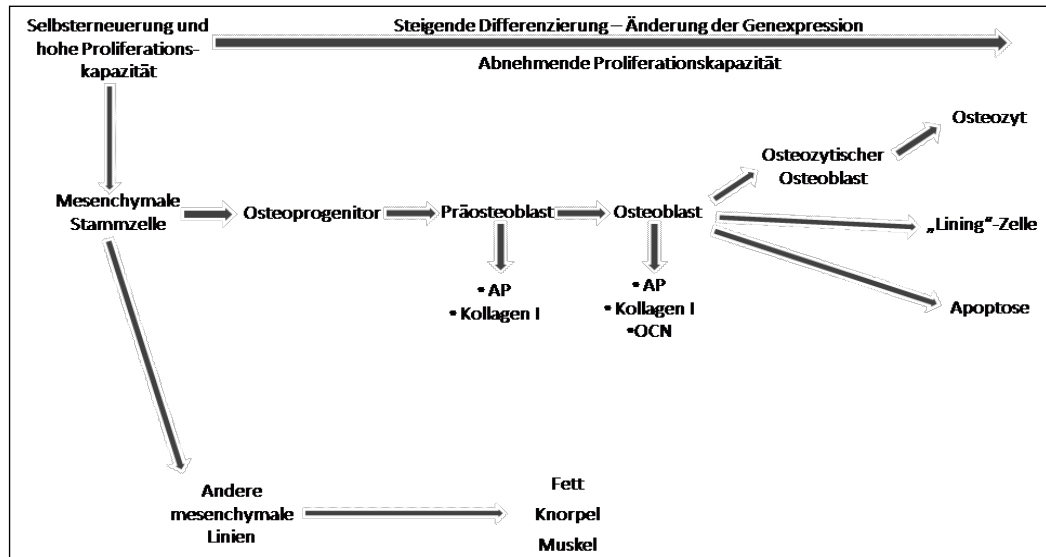 Selbsterneuerung und
hohe Proliferations-
kapazität
Steigende Differenzierung – Änderung der Genexpression
Abnehmende Proliferationskapazität
Osteozyt
Osteozytischer
Osteoblast
Mesenchymale
Stammzelle
Osteoprogenitor
Präosteoblast
Osteoblast
„Lining“-Zelle
• AP
• Kollagen I
• AP
• Kollagen I
•OCN
Apoptose
Andere
mesenchymale
Linien
Fett
Knorpel
Muskel